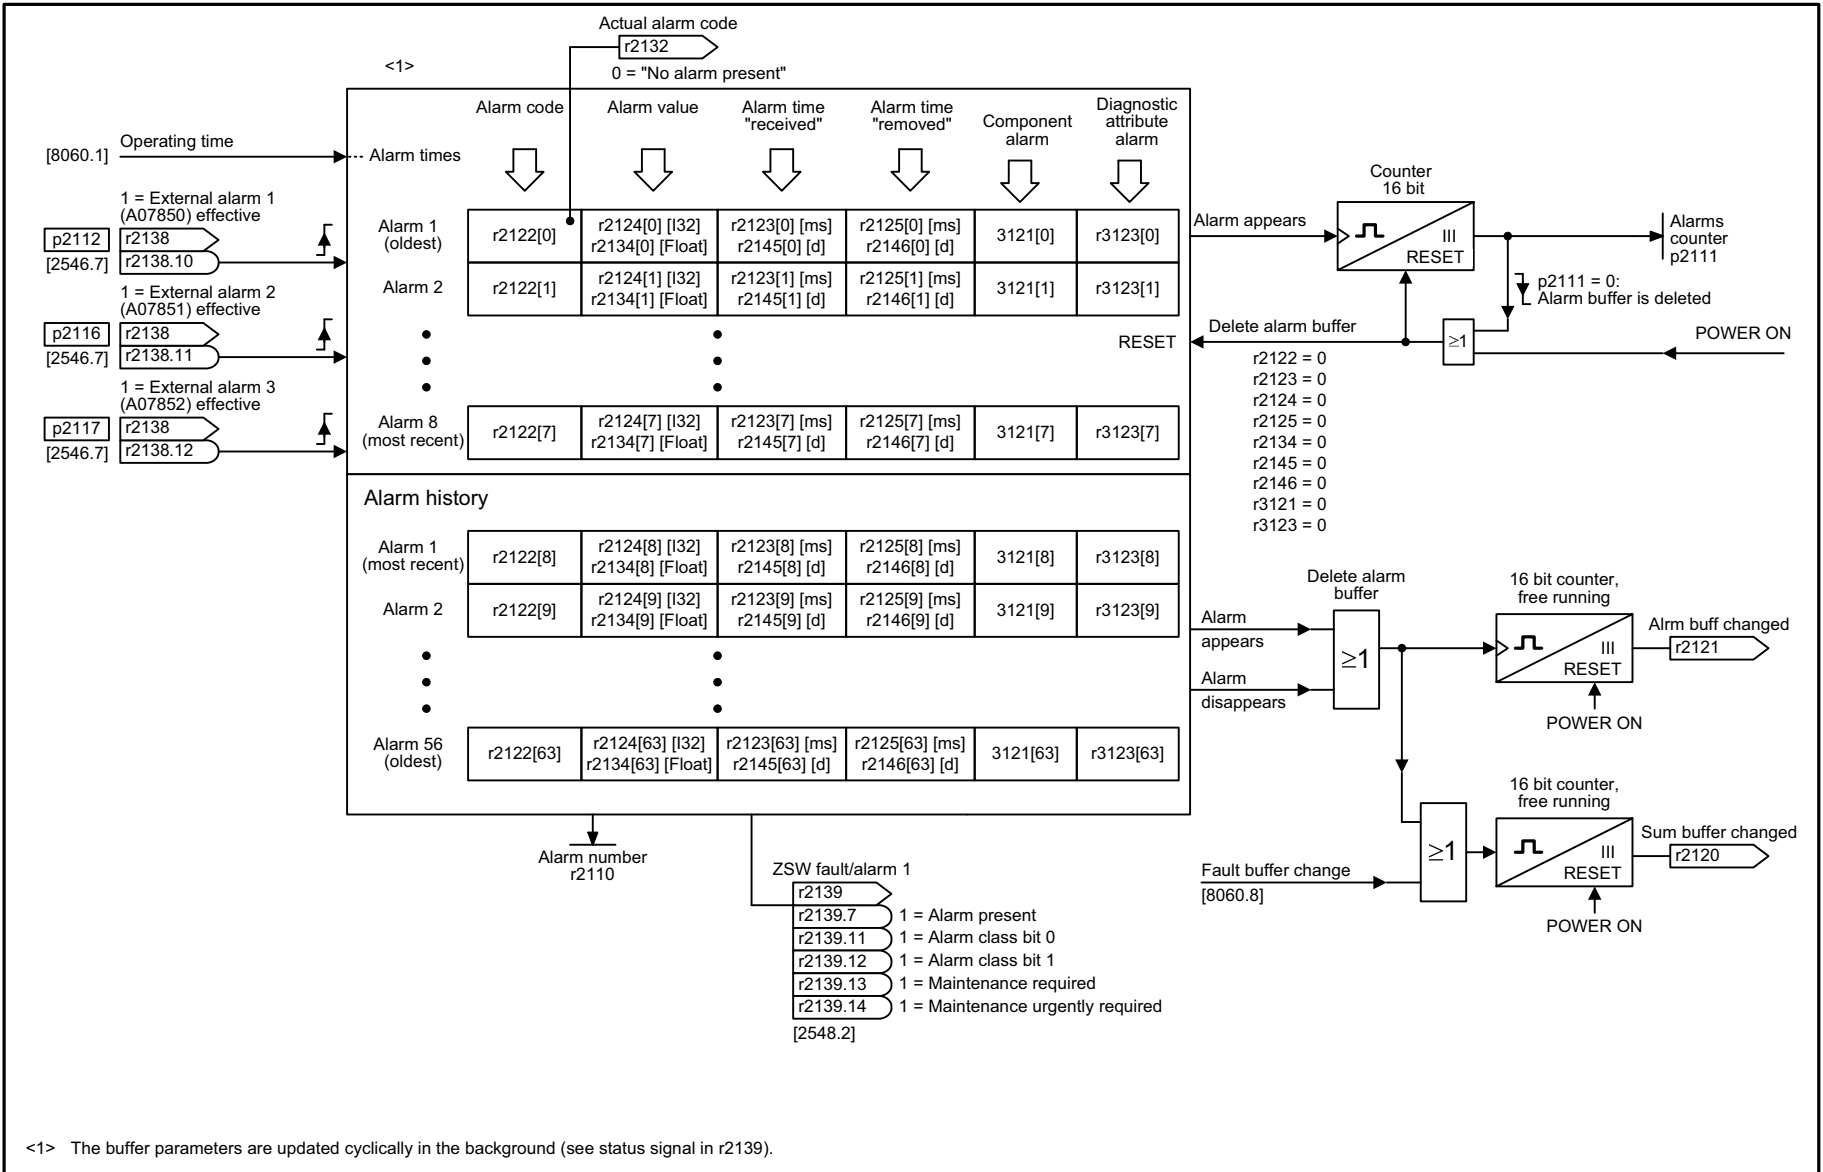 Actual alarm code
r2132
0 = "No alarm present"
<1>
Alarm code
Alarm value
Alarm time
"received"
Alarm time
"removed"
Component
alarm
Diagnostic
attribute
alarm
[8060.1]
Operating time
Alarm times
1 = External alarm 1
(A07850) effective
p2112
r2138
[2546.7]
r2138.10
1 = External alarm 2
(A07851) effective
p2116
r2138
[2546.7]
r2138.11
1 = External alarm 3
(A07852) effective
p2117
r2138
[2546.7]
r2138.12
Alarm 1
(oldest)
r2122[0]
r2124[0] [I32]
r2134[0] [Float]
r2123[0] [ms]
r2145[0] [d]
r2125[0] [ms]
r2146[0] [d]
3121[0]
r3123[0]
Alarm 2
r2122[1]
r2124[1] [I32]
r2134[1] [Float]
r2123[1] [ms]
r2145[1] [d]
r2125[1] [ms]
r2146[1] [d]
3121[1]
r3123[1]
RESET
Alarm 8
(most recent)
r2122[7]
r2124[7] [I32]
r2134[7] [Float]
r2123[7] [ms]
r2145[7] [d]
r2125[7] [ms]
r2146[7] [d]
3121[7]
r3123[7]
Alarm appears
Counter
16 bit
III
RESET
Alarms
counter
p2111
p2111 = 0:
Alarm buffer is deleted
≥1
POWER ON
Delete alarm buffer
r2122 = 0
r2123 = 0
r2124 = 0
r2125 = 0
r2134 = 0
r2145 = 0
r2146 = 0
r3121 = 0
r3123 = 0
Alarm history
Alarm 1
(most recent)
r2122[8]
r2124[8] [I32]
r2134[8] [Float]
r2123[8] [ms]
r2145[8] [d]
r2125[8] [ms]
r2146[8] [d]
3121[8]
r3123[8]
Alarm 2
r2122[9]
r2124[9] [I32]
r2134[9] [Float]
r2123[9] [ms]
r2145[9] [d]
r2125[9] [ms]
r2146[9] [d]
3121[9]
r3123[9]
Alarm 56
(oldest)
r2122[63]
r2124[63] [I32]
r2134[63] [Float]
r2123[63] [ms]
r2145[63] [d]
r2125[63] [ms]
r2146[63] [d]
3121[63]
r3123[63]
Alarm
appears
Alarm
disappears
Delete alarm
buffer
≥1
16 bit counter,
free running
III
RESET
POWER ON
Alrm buff changed
r2121
16 bit counter,
free running
≥1
III
RESET
POWER ON
Sum buffer changed
r2120
Fault buffer change
[8060.8]
Alarm number
r2110
ZSW fault/alarm 1
r2139
r2139.7
1 = Alarm present
r2139.11
1 = Alarm class bit 0
r2139.12
1 = Alarm class bit 1
r2139.13
1 = Maintenance required
r2139.14
1 = Maintenance urgently required
[2548.2]
<1> The buffer parameters are updated cyclically in the background (see status signal in r2139).